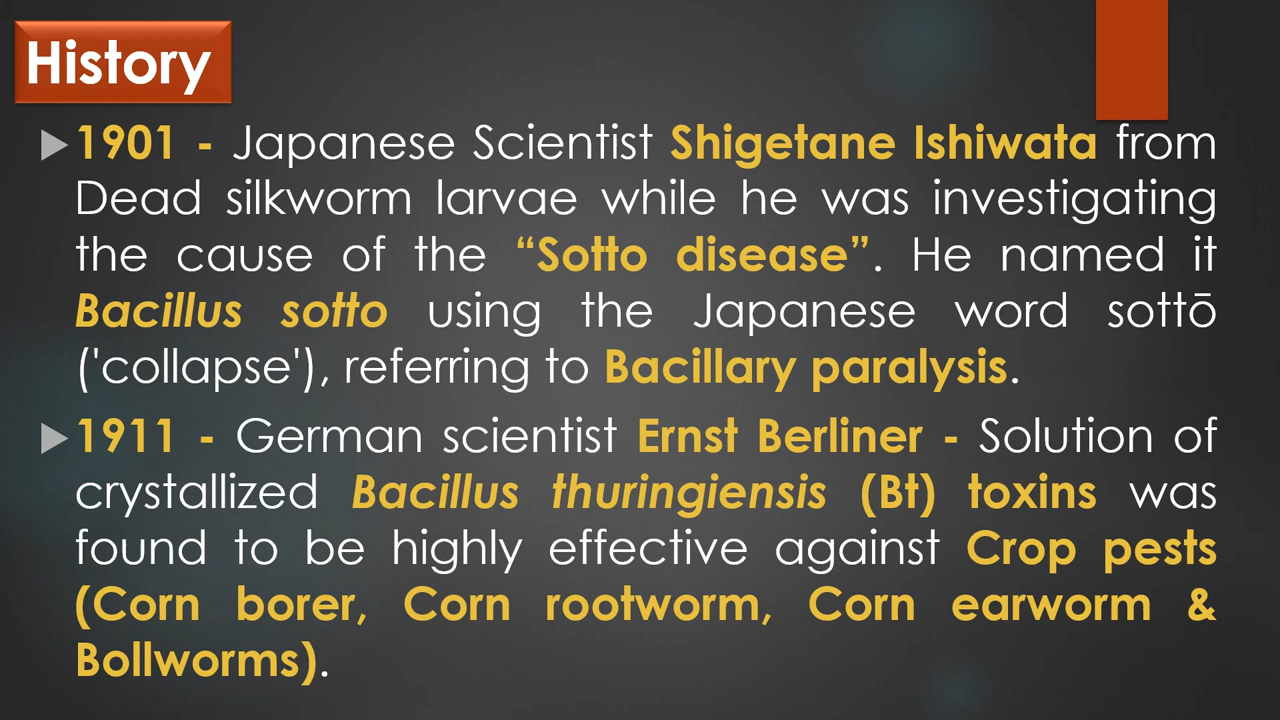 History
1901 - Japanese Scientist Shigetane Ishiwata from
Dead silkworm larvae while he was investigating
the cause of the “Sotto disease”. He named it
Bacillus sotto using the Japanese word sottō
('collapse'), referring to Bacillary paralysis.
1911 - German scientist Ernst Berliner - Solution of
crystallized Bacillus thuringiensis (Bt) toxins was
found to be highly effective against Crop pests
(Corn borer, Corn rootworm, Corn earworm &
Bollworms).